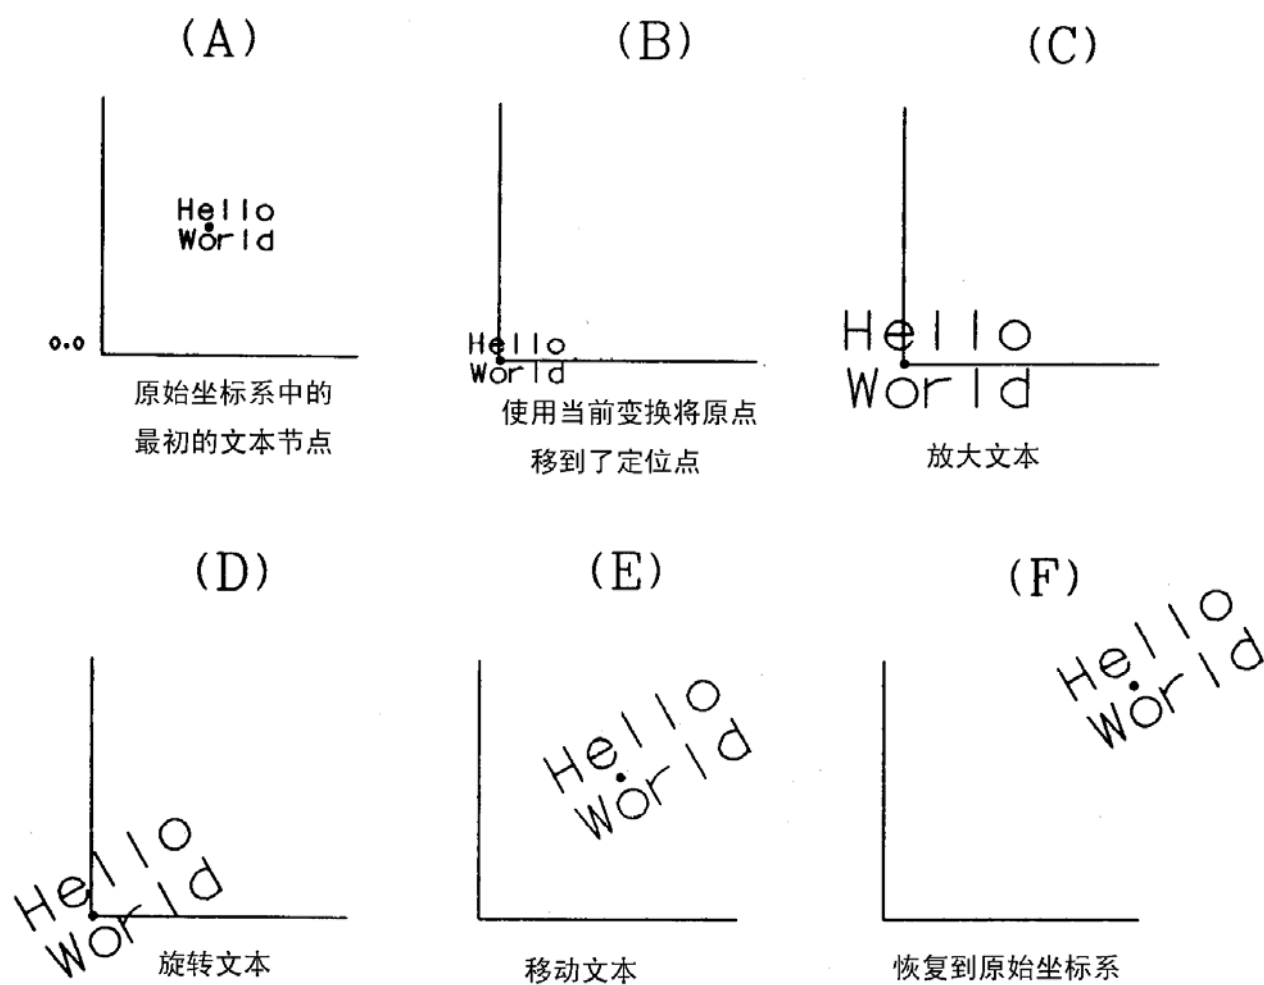 (A)
(B)
(C)
Hello
World
0.0
Hello
World
Hello
World
原始坐标系中的
最初的文本节点
使用当前变换将原点
移到了定位点
放大文本
(D)
(E)
(F)
Hello
World
Hello
World
Hello
World
旋转文本
移动文本
恢复到原始坐标系